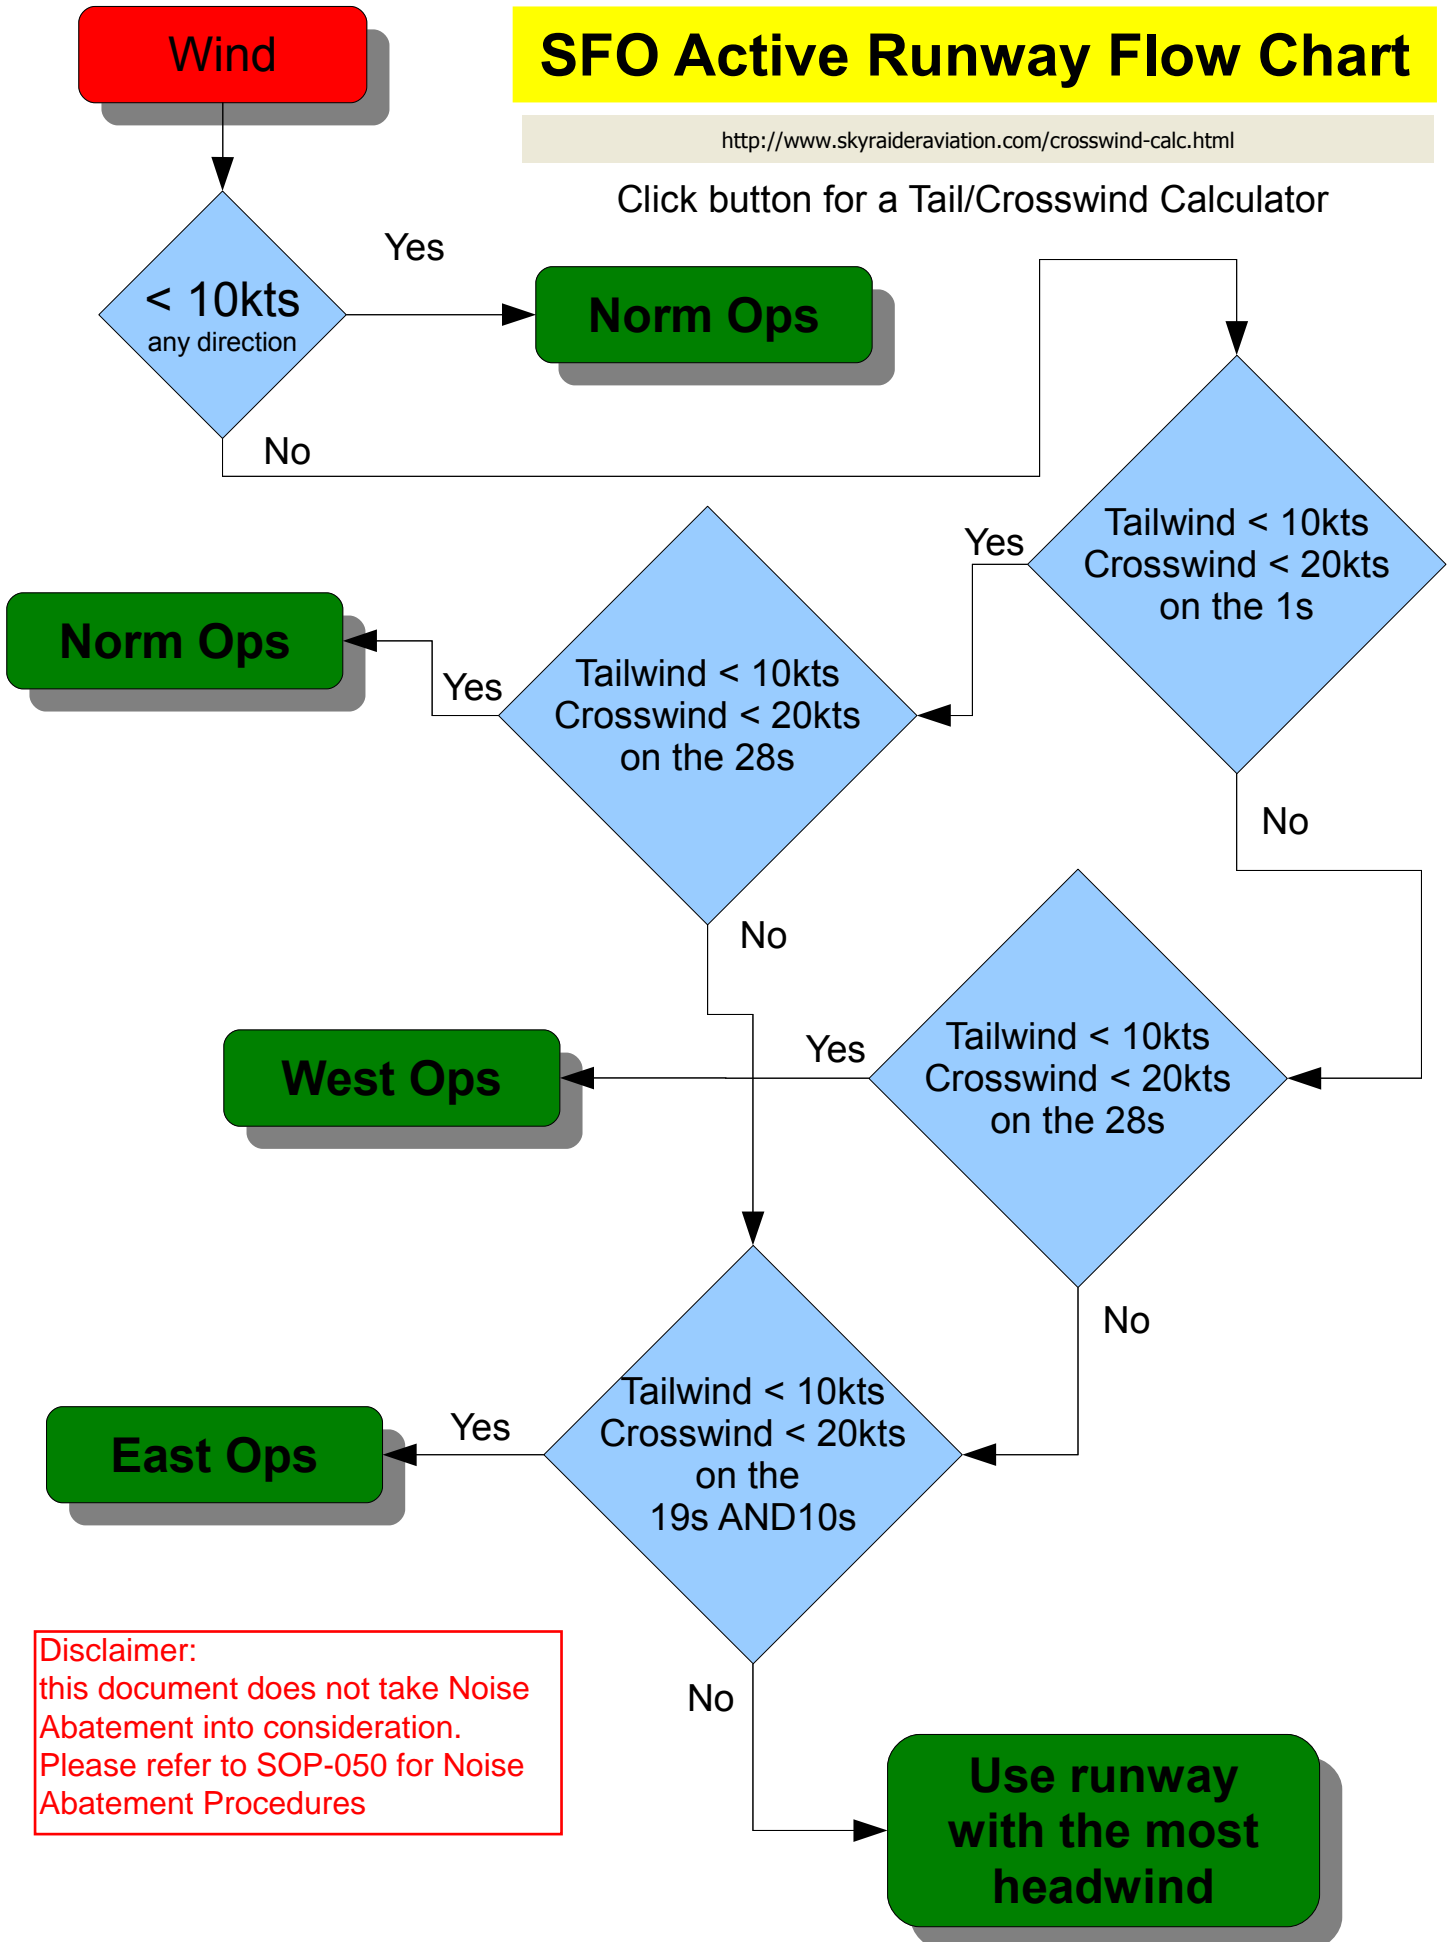 Wind
SFO Active Runway Flow Chart
http://www.skyraideraviation.com/crosswind-calc.html
Click button for a Tail/Crosswind Calculator
Yes
< 10kts
any direction
Norm Ops
No
Tailwind < 10kts
Crosswind < 20kts
on the 1s
Yes
Norm Ops
Yes
Tailwind < 10kts
Crosswind < 20kts
on the 28s
No
No
West Ops
Yes
Tailwind < 10kts
Crosswind < 20kts
on the 28s
No
East Ops
Yes
Tailwind < 10kts
Crosswind < 20kts
on the
19s AND10s
Disclaimer:
this document does not take Noise
Abatement into consideration.
Please refer to SOP-050 for Noise
Abatement Procedures
No
Use runway
with the most
headwind